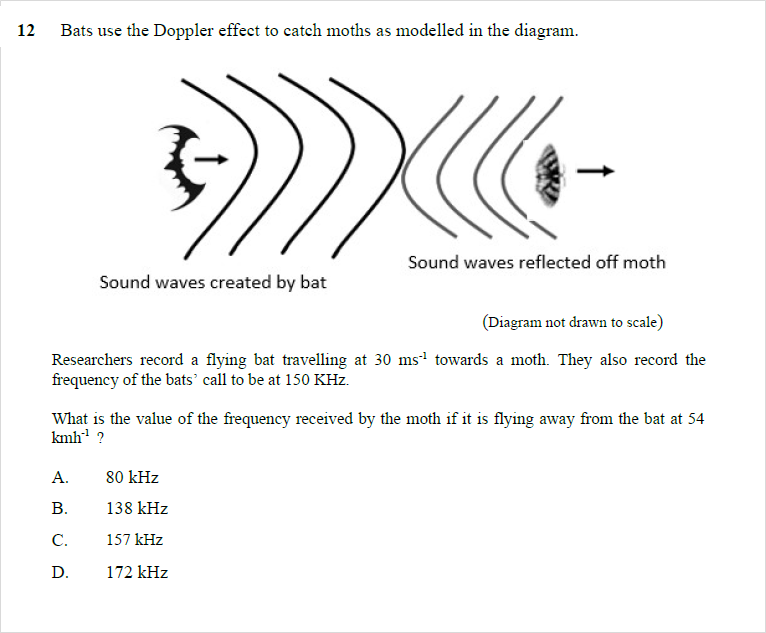 12 Bats use the Doppler effect to catch moths as modelled in the diagram.
Sound waves reflected off moth
Sound waves created by bat
(Diagram not drawn to scale)
Researchers record a flying bat travelling at 30 ms⁻¹ towards a moth. They also record the
frequency of the bats' call to be at 150 KHz.
What is the value of the frequency received by the moth if it is flying away from the bat at 54
kmh⁻¹ ?
A. 80 kHz
B. 138 kHz
C. 157 kHz
D. 172 kHz